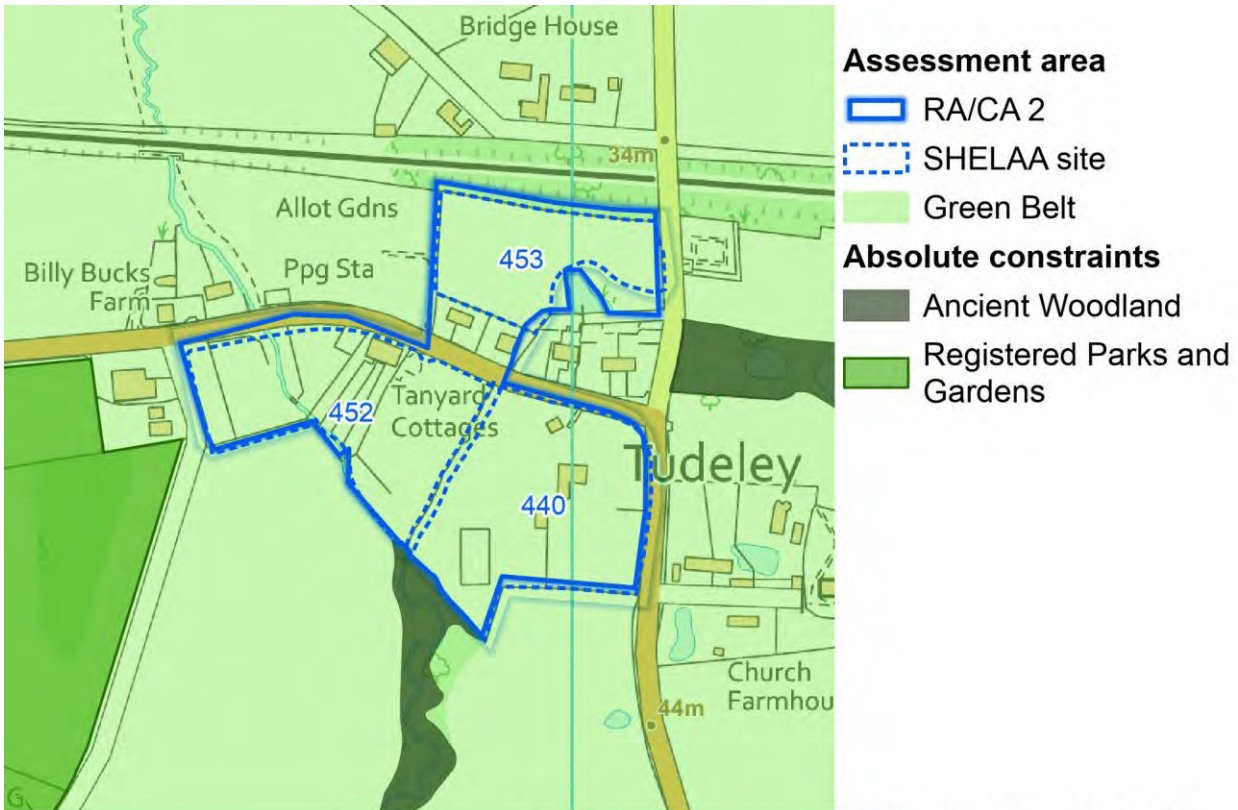 Bridge House
34m
Allot Gdns
453
Ppg Sta
Billy Bucks
Farm
452
Tanyard
Cottages
Tudeley
440
Church
Farmhou
44m
G
Assessment area
RA/CA 2
SHELAA site
Green Belt
Absolute constraints
Ancient Woodland
Registered Parks and
Gardens